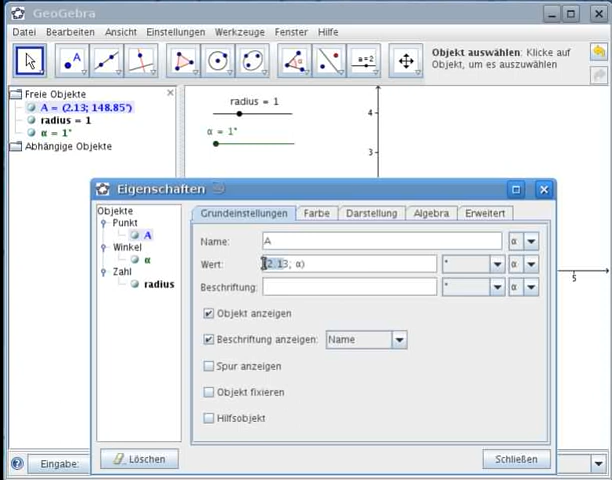 GeoGebra
Datei Bearbeiten Ansicht Einstellungen Werkzeuge Fenster Hilfe
A
A
α
a=2
Objekt auswählen: Klicke auf
Objekt, um es auszuwählen
Freie Objekte
A = (2.13; 148.85°)
radius = 1
α = 1°
Abhängige Objekte
radius = 1
α = 1°
4
3
5
Eigenschaften
Objekte
Punkt
A
Winkel
α
Zahl
radius
Grundeinstellungen Farbe Darstellung Algebra Erweitert
Name: A α
Wert: (2.13; α) ° α
Beschriftung: ° α
Objekt anzeigen
Beschriftung anzeigen: Name
Spur anzeigen
Objekt fixieren
Hilfsobjekt
Löschen Schließen
Eingabe: